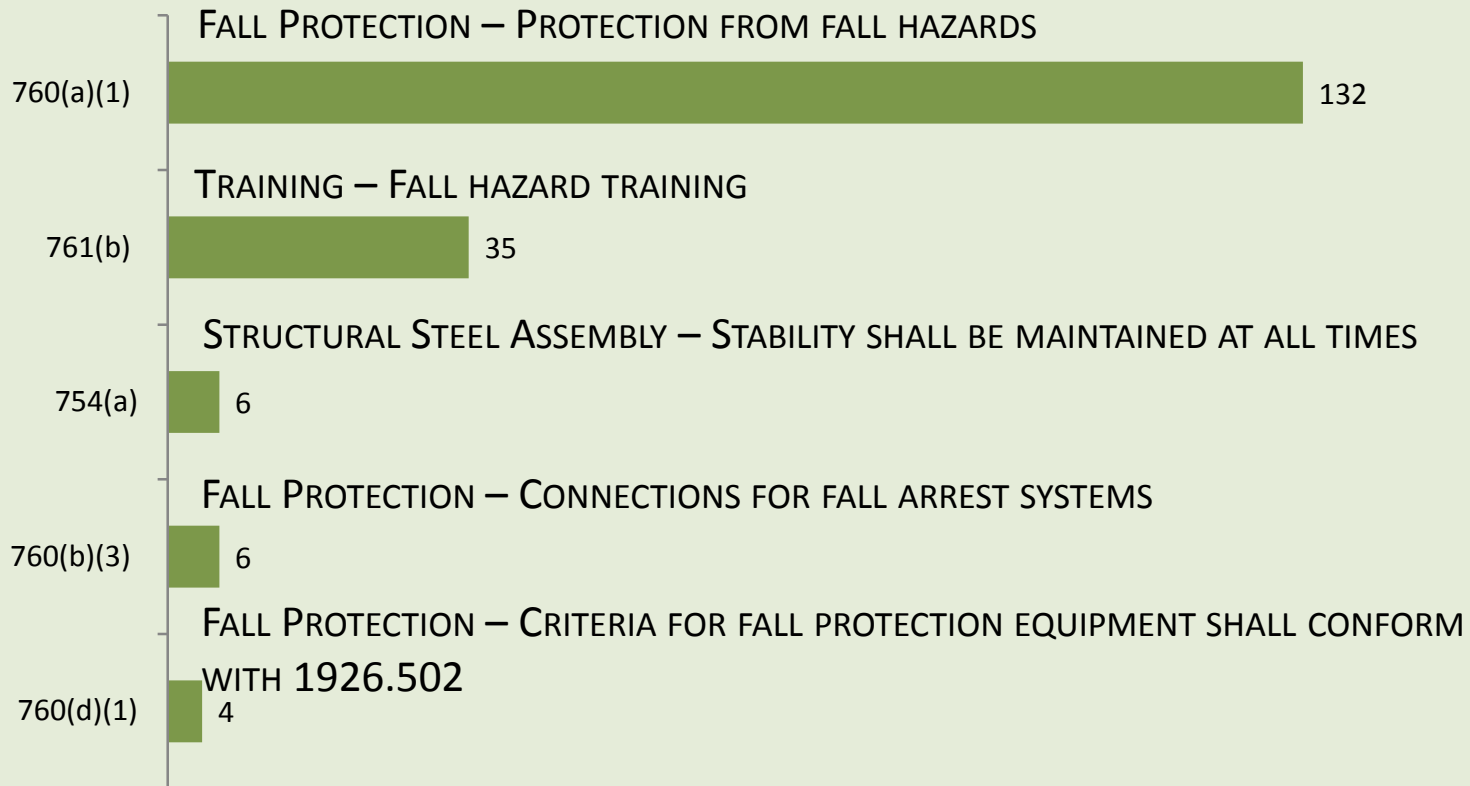 FALL PROTECTION – PROTECTION FROM FALL HAZARDS
760(a)(1)
132
TRAINING – FALL HAZARD TRAINING
761(b)
35
STRUCTURAL STEEL ASSEMBLY – STABILITY SHALL BE MAINTAINED AT ALL TIMES
754(a)
6
FALL PROTECTION – CONNECTIONS FOR FALL ARREST SYSTEMS
760(b)(3)
6
FALL PROTECTION – CRITERIA FOR FALL PROTECTION EQUIPMENT SHALL CONFORM
WITH 1926.502
760(d)(1)
4